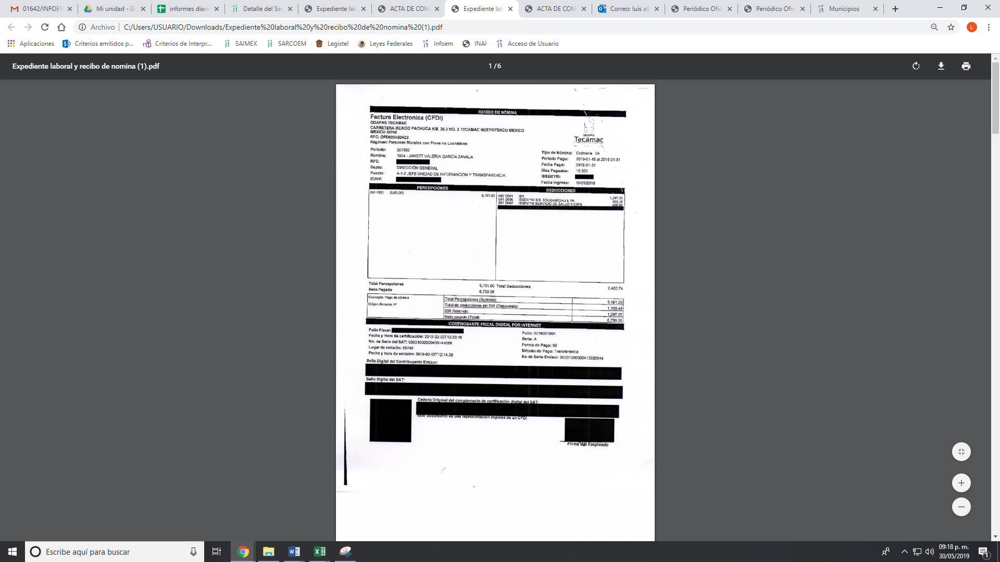 01642/INFOEM
Mi unidad - Go
informes diario
Detalle del Seg
Expediente lab
ACTA DE COM
Expediente lab
ACTA DE COM
Correo: luis alb
Periódico Ofici
Periódico Ofici
Municipios
Archivo
C:/Users/USUARIO/Downloads/Expediente%20laboral%20y%20recibo%20de%20nomina%20(1).pdf
L
Aplicaciones
Criterios emitidos p...
Criterios de Interpr...
SAIMEX
SARCOEM
Legistel
Leyes Federales
Infoem
INAI
Acceso de Usuario
Expediente laboral y recibo de nomina (1).pdf
1 / 6
RECIBO DE NÓMINA
Factura Electronica (CFDI)
ODAPAS TECAMAC
CARRETERA MEXICO PACHUCA KM. 36.3 NO. 2 TECAMAC HUEYOTENCO MEXICO
MEXICO 55749
RFC: OPD920430HZ2
Régimen: Personas Morales con Fines no Lucrativos
ODAPAS
Tecámac
Periodo: 201902
Nombre: 1904 - JANETT VALERIA GARCÍA ZAVALA
RFC:
Depto: DIRECCIÓN GENERAL
Puesto: A-1-2 JEFE UNIDAD DE INFORMACION Y TRANSPARENCIA
CURP:
Tipo de Nómina: Ordinaria 04
Periodo Pago: 2019-01-16 al 2019-01-31
Fecha Pago: 2019-01-31
Días Pagados: 15.200
ISSEMYM:
Fecha Ingreso: 16/01/2019
PERCEPCIONES
DEDUCCIONES
001 P001 SUELDO 9,101.00
002 D001 ISR 1,297.25
001 D006 ISSEMYM SIS. SOLIDARIDAD 6.1% 555.16
001 D007 ISSEMYM SERVICIO DE SALUD 4.625% 420.92
Total Percepciones 9,101.00
Total Deducciones 2,400.74
Neto Pagado 6,700.26
Concepto: Pago de nómina
Origen Recurso: IP
Total Percepciones (Subtotal): 9,101.00
Total de deducciones sin ISR (Descuento): 1,103.49
ISR Retenido: 1,297.25
Neto pagado (Total): 6,700.26
COMPROBANTE FISCAL DIGITAL POR INTERNET
Folio Fiscal:
Fecha y Hora de certificación: 2019-02-02T12:33:16
No. de Serie del SAT:
Lugar de emisión: 55749
Fecha y hora de emisión: 2019-02-02T12:14:28
Folio: 2019021904
Serie: A
Forma de Pago: 99
Método de Pago: Transferencia
No de Serie Emisor: 00001000000413330544
Sello Digital del Contribuyente Emisor:
Sello Digital del SAT:
Cadena Original del complemento de certificación digital del SAT:
Este documento es una representación impresa de un CFDI
Firma del Empleado
Escribe aquí para buscar
09:18 p. m.
30/05/2019
1